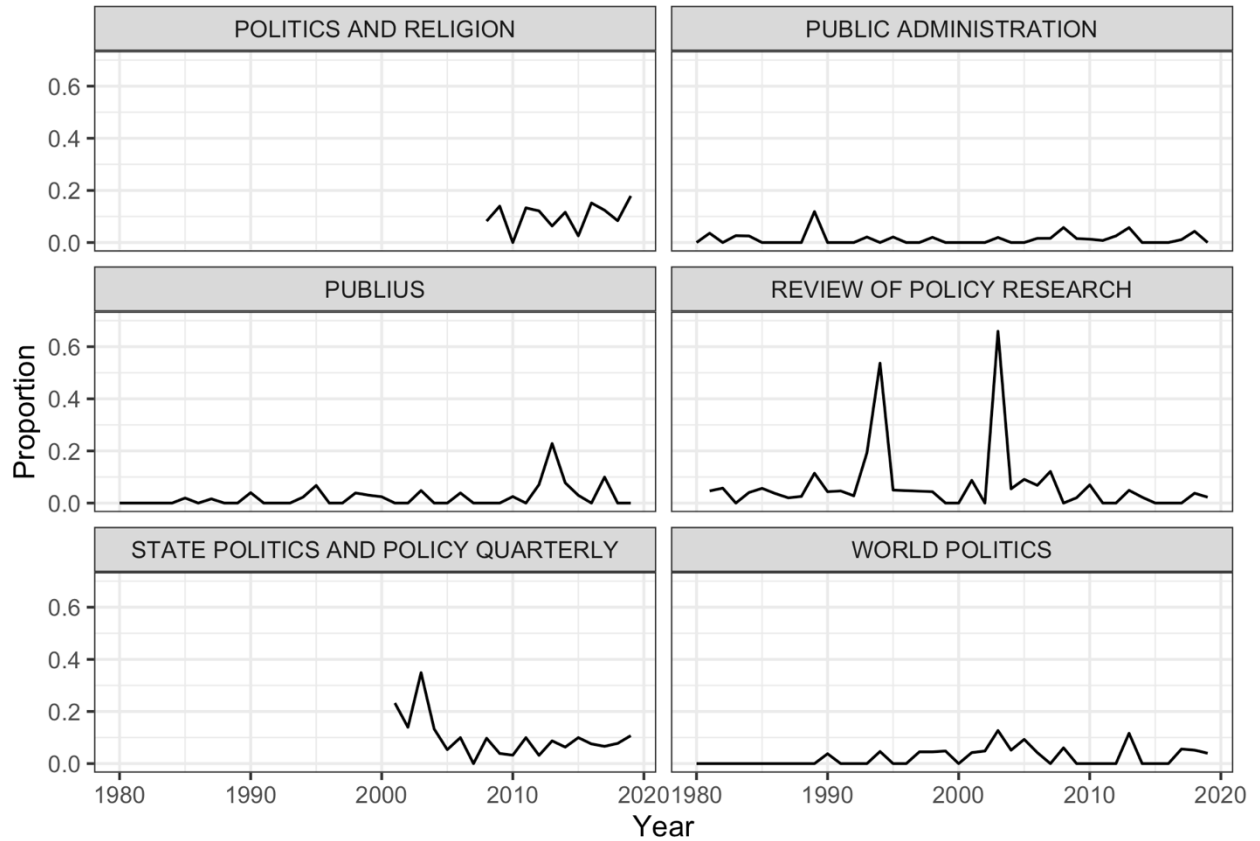 POLITICS AND RELIGION
PUBLIC ADMINISTRATION
0.6
0.4
0.2
0.0
PUBLIUS
REVIEW OF POLICY RESEARCH
0.6
0.4
0.2
0.0
STATE POLITICS AND POLICY QUARTERLY
WORLD POLITICS
0.6
0.4
0.2
0.0
Proportion
1980 1990 2000 2010 2020 1980 1990 2000 2010 2020
Year